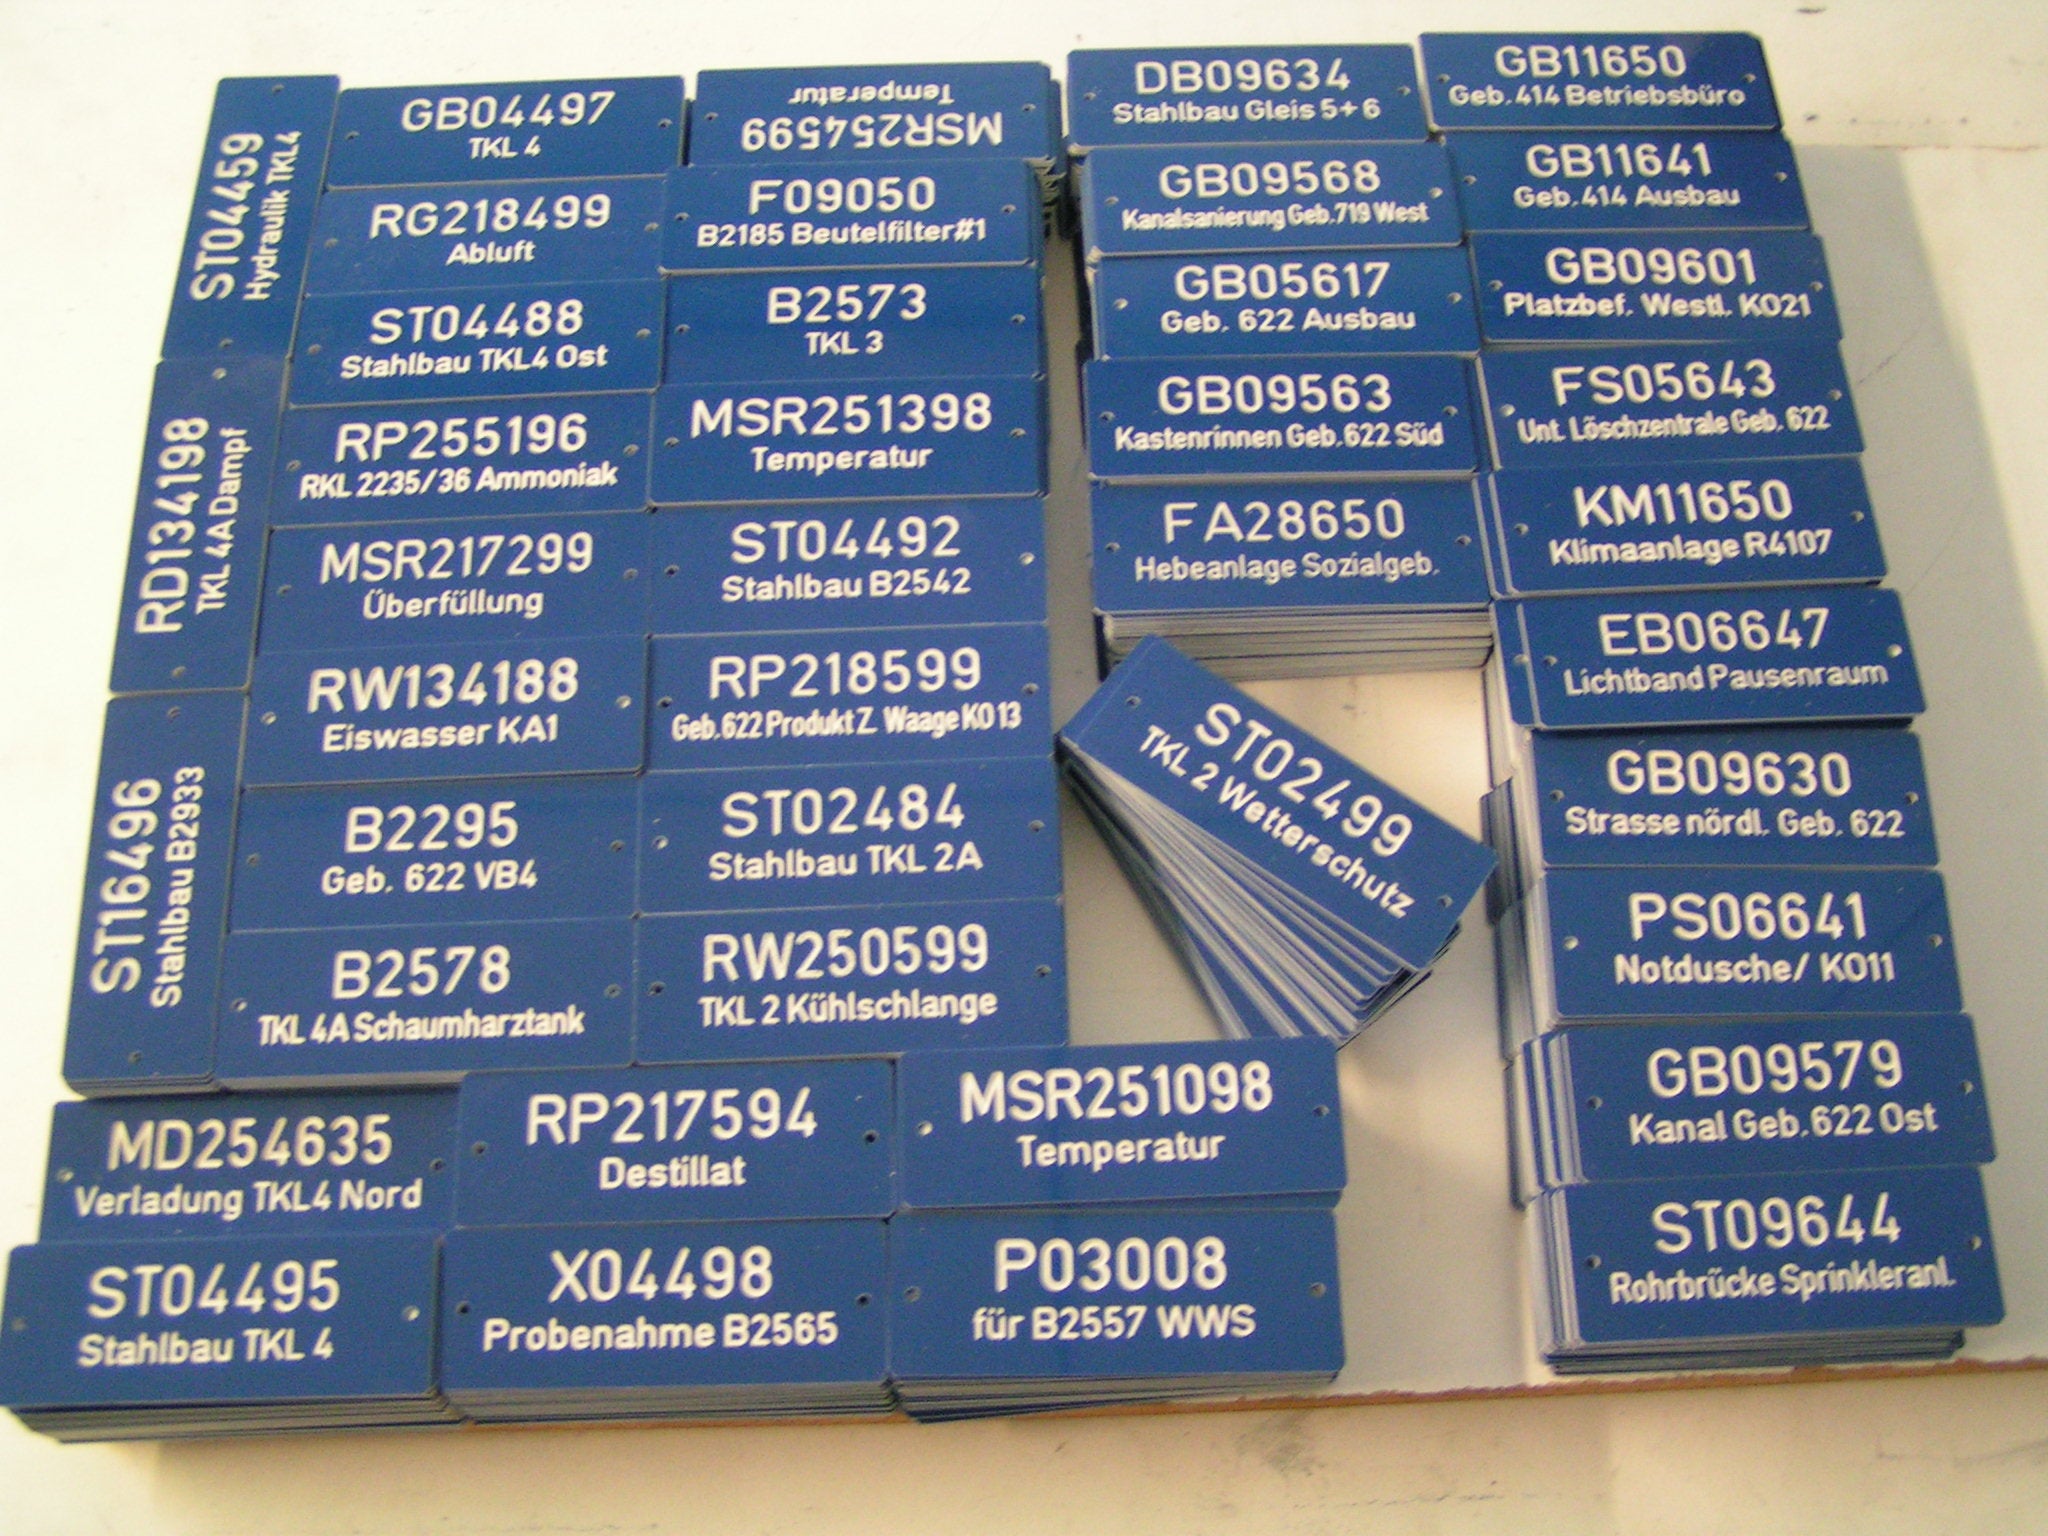 ST04459
Hydraulik TKL4
RD134198
TKL 4A Dampf
ST16496
Stahlbau B2933
GB04497
TKL 4
RG218499
Abluft
ST04488
Stahlbau TKL4 Ost
RP255196
RKL 2235/36 Ammoniak
MSR217299
Überfüllung
RW134188
Eiswasser KA1
B2295
Geb. 622 VB4
B2578
TKL 4A Schaumharztank
MSR254599
Temperatur
F09050
B2185 Beutelfilter#1
B2573
TKL 3
MSR251398
Temperatur
ST04492
Stahlbau B2542
RP218599
Geb.622 Produkt Z. Waage KO 13
ST02484
Stahlbau TKL 2A
RW250599
TKL 2 Kühlschlange
MD254635
Verladung TKL4 Nord
RP217594
Destillat
MSR251098
Temperatur
ST04495
Stahlbau TKL 4
X04498
Probenahme B2565
P03008
für B2557 WWS
DB09634
Stahlbau Gleis 5+6
GB09568
Kanalsanierung Geb.719 West
GB05617
Geb. 622 Ausbau
GB09563
Kastenrinnen Geb.622 Süd
FA28650
Hebeanlage Sozialgeb.
ST02499
TKL 2 Wetterschutz
GB11650
Geb.414 Betriebsbüro
GB11641
Geb.414 Ausbau
GB09601
Platzbef. Westl. KO21
FS05643
Unt. Löschzentrale Geb. 622
KM11650
Klimaanlage R4107
EB06647
Lichtband Pausenraum
GB09630
Strasse nördl. Geb. 622
PS06641
Notdusche/ KO11
GB09579
Kanal Geb.622 Ost
ST09644
Rohrbrücke Sprinkleranl.